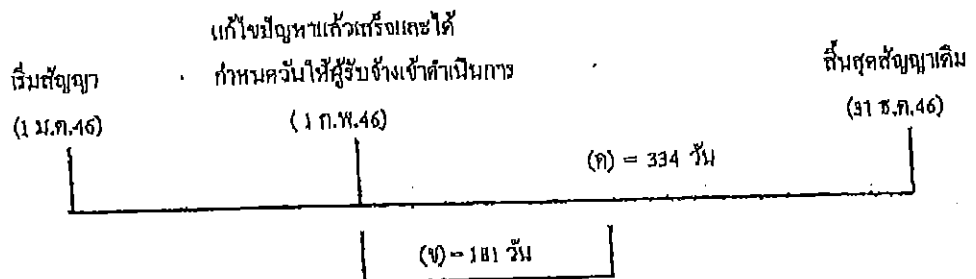 แก้ไขปัญหาแล้วเสร็จและได้
เริ่มสัญญา กำหนดวันให้ผู้รับจ้างเข้าดำเนินการ สิ้นสุดสัญญาเดิม
(1 ม.ค.46) (1 ก.พ.46) (31 ธ.ค.46)
(ค) = 334 วัน
(ข) = 181 วัน